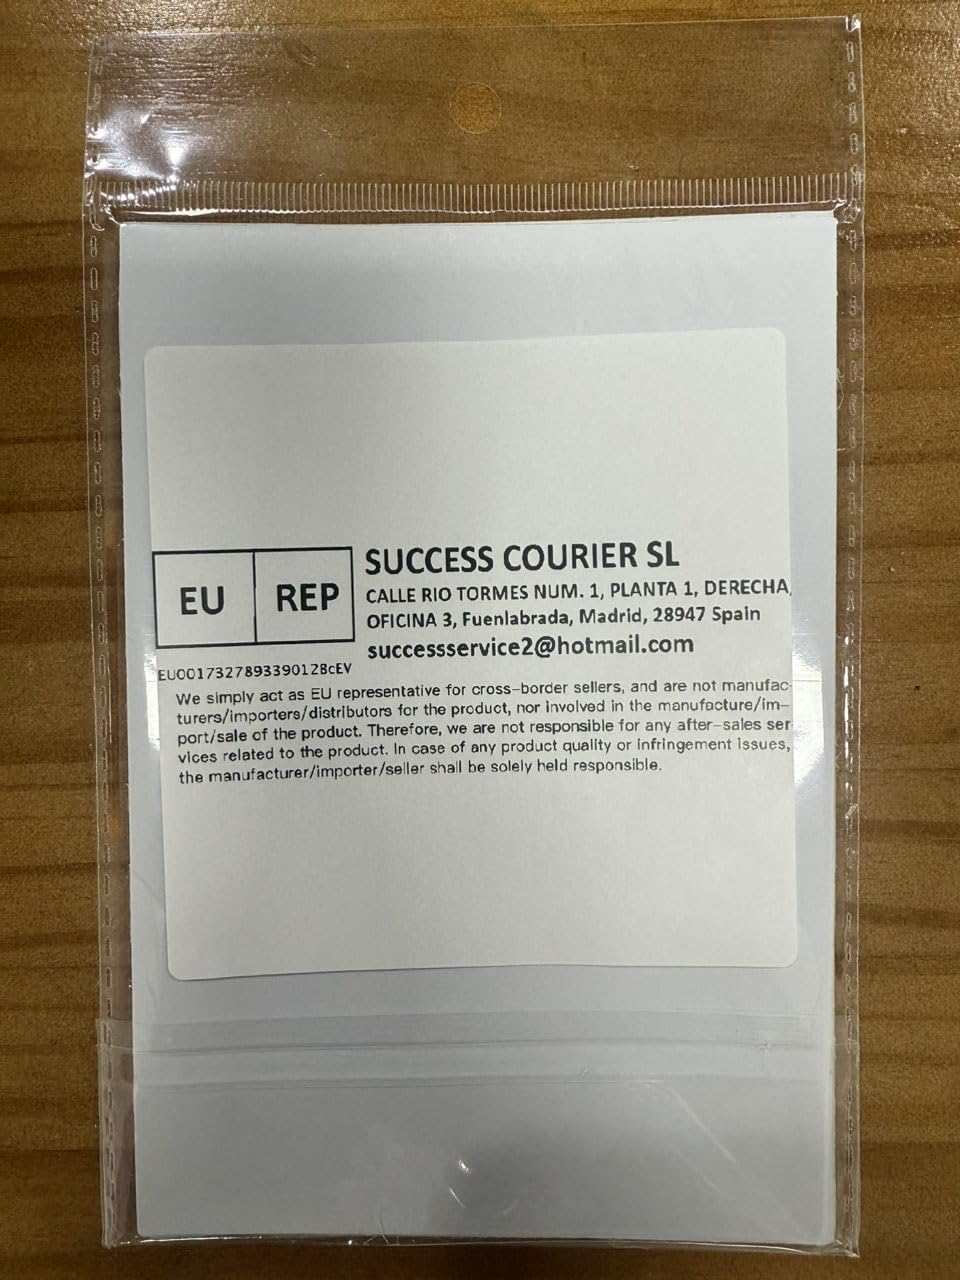 EU REP
SUCCESS COURIER SL
CALLE RIO TORMES NUM. 1, PLANTA 1, DERECHA,
OFICINA 3, Fuenlabrada, Madrid, 28947 Spain
successservice2@hotmail.com
EU001732789339012BcEV
We simply act as EU representative for cross-border sellers, and are not manufac-
turers/importers/distributors for the product, nor involved in the manufacture/im-
port/sale of the product. Therefore, we are not responsible for any after-sales ser
vices related to the product. In case of any product quality or infringement issues,
the manufacturer/importer/seller shall be solely held responsible.